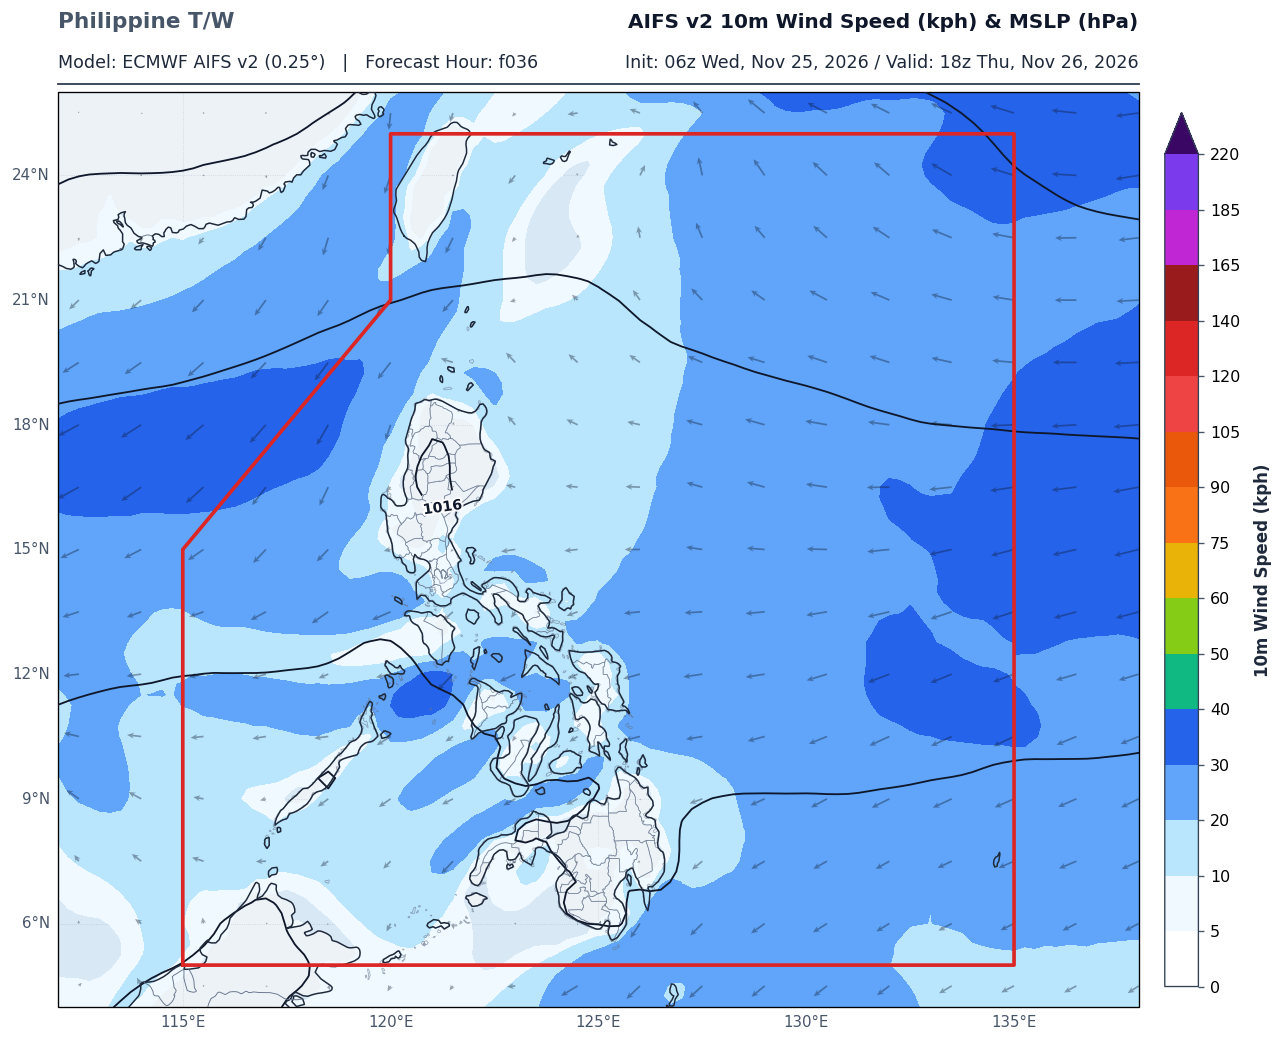 Philippine T/W
AIFS v2 10m Wind Speed (kph) & MSLP (hPa)
Model: ECMWF AIFS v2 (0.25°) | Forecast Hour: f036
Init: 06z Wed, Nov 25, 2026 / Valid: 18z Thu, Nov 26, 2026
24°N
21°N
18°N
15°N
12°N
9°N
6°N
1016
115°E
120°E
125°E
130°E
135°E
220
185
165
140
120
105
90
75
60
50
40
30
20
10
5
0
10m Wind Speed (kph)